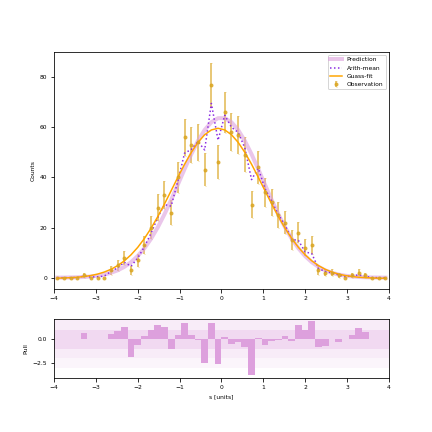 Prediction
Arith-mean
Guass-fit
Observation
Counts
80
60
40
20
0
−4 −3 −2 −1 0 1 2 3 4
Pull
0.0
−2.5
−4 −3 −2 −1 0 1 2 3 4
s [units]